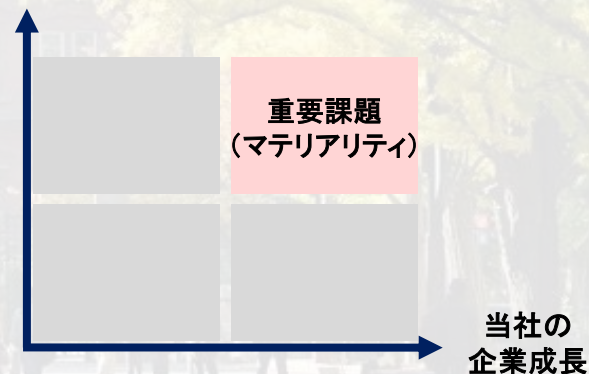 重要課題
（マテリアリティ）
当社の
企業成長